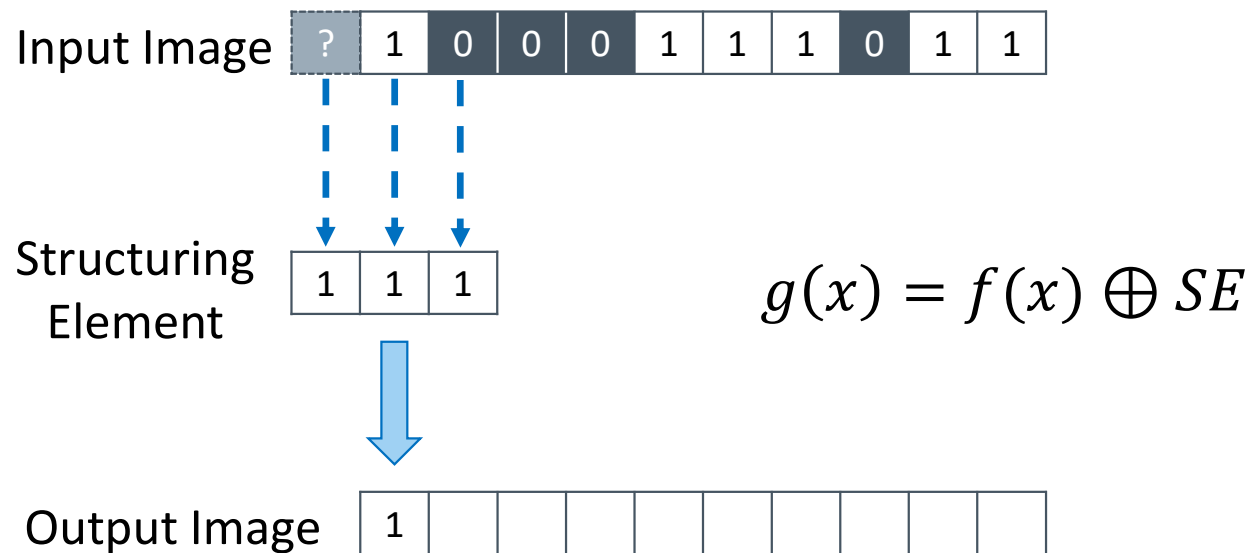 Input Image ? 1 0 0 0 1 1 1 0 1 1
Structuring
Element
1 1 1
g(x) = f(x) ⊕ SE
Output Image 1